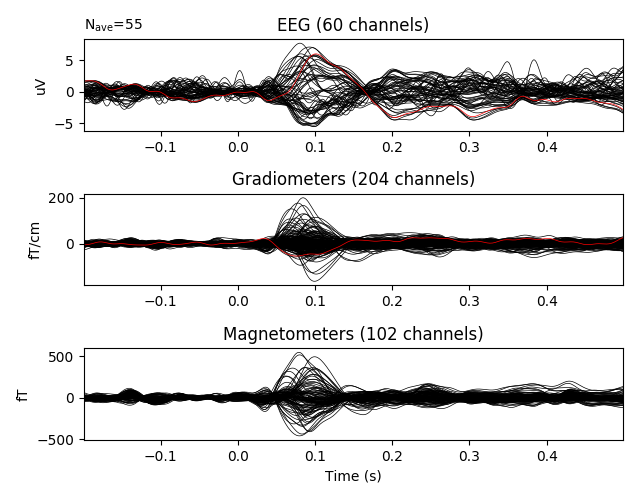 N_ave=55
EEG (60 channels)
5
0
−5
uV
−0.1 0.0 0.1 0.2 0.3 0.4
Gradiometers (204 channels)
200
0
fT/cm
−0.1 0.0 0.1 0.2 0.3 0.4
Magnetometers (102 channels)
500
0
−500
fT
−0.1 0.0 0.1 0.2 0.3 0.4
Time (s)